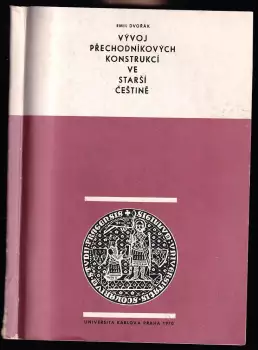 EMIL DVOŘÁK
VÝVOJ
PŘECHODNÍKOVÝCH
KONSTRUKCÍ
VE
STARŠÍ
ČEŠTINĚ
UNIVERSITA KARLOVA PRAHA 1970